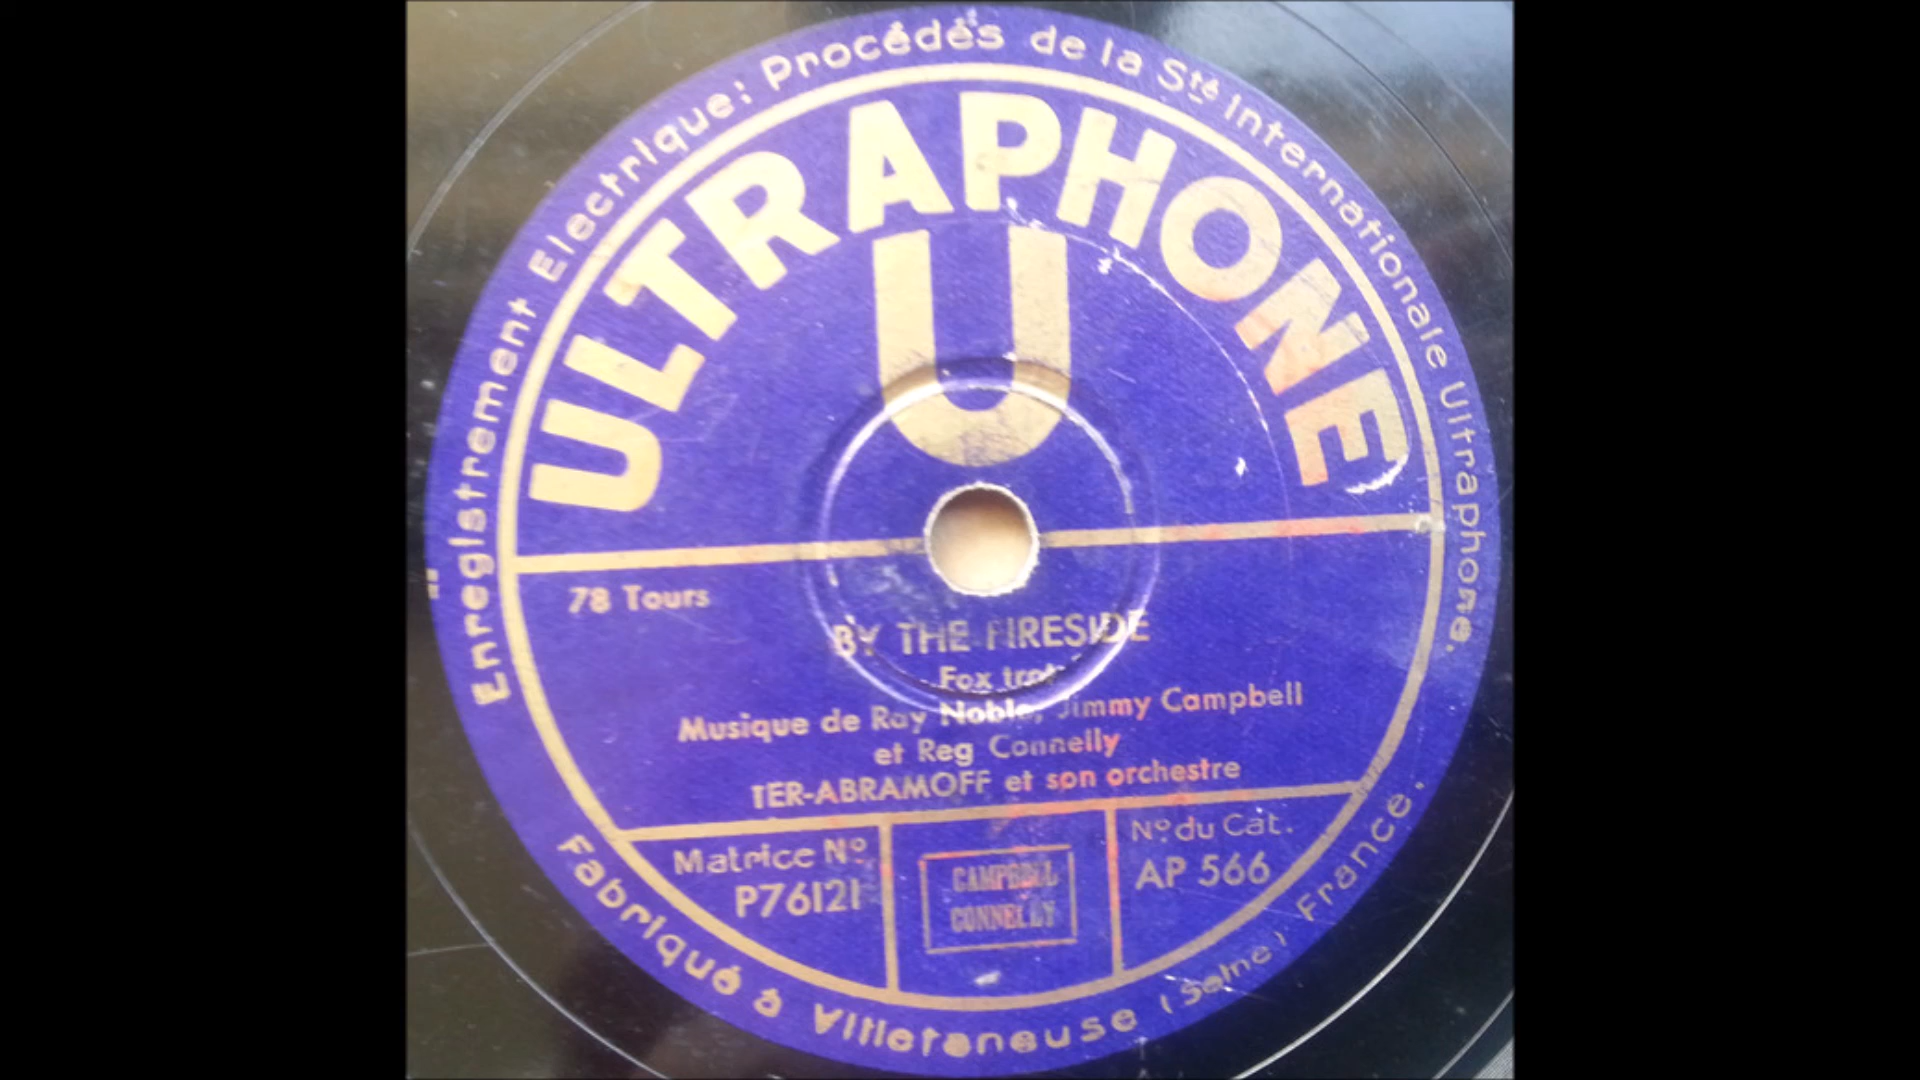 Enregistrement Electrique: Procédés de la Sté Internationale Ultraphone.
ULTRAPHONE
U
78 Tours
BY THE FIRESIDE
Fox trot
Musique de Ray Noble, Jimmy Campbell
et Reg Connelly
TER-ABRAMOFF et son orchestre
Matrice Nº
P76121
CAMPBELL
CONNELLY
Nº du Cat.
AP 566
Fabriqué à Villetaneuse (Seine) France.